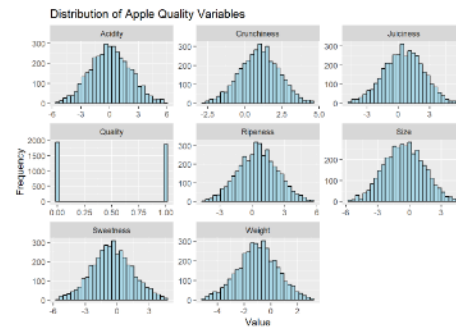 Distribution of Apple Quality Variables
Acidity Crunchiness Juiciness
300 300 300
200 200 200
100 100 100
0 0 0
-6 -3 0 3 6 -2.5 0.0 2.5 5.0 -3 0 3
Quality Ripeness Size
2000 300
1500 200 200
1000 100 100
500
0 0 0
0.00 0.25 0.50 0.75 1.00 -3 0 3 6 -6 -3 0 3
Frequency
Sweetness Weight
300 300
200 200
100 100
0 0
-6 -3 0 3 -4 -2 0 2
Value